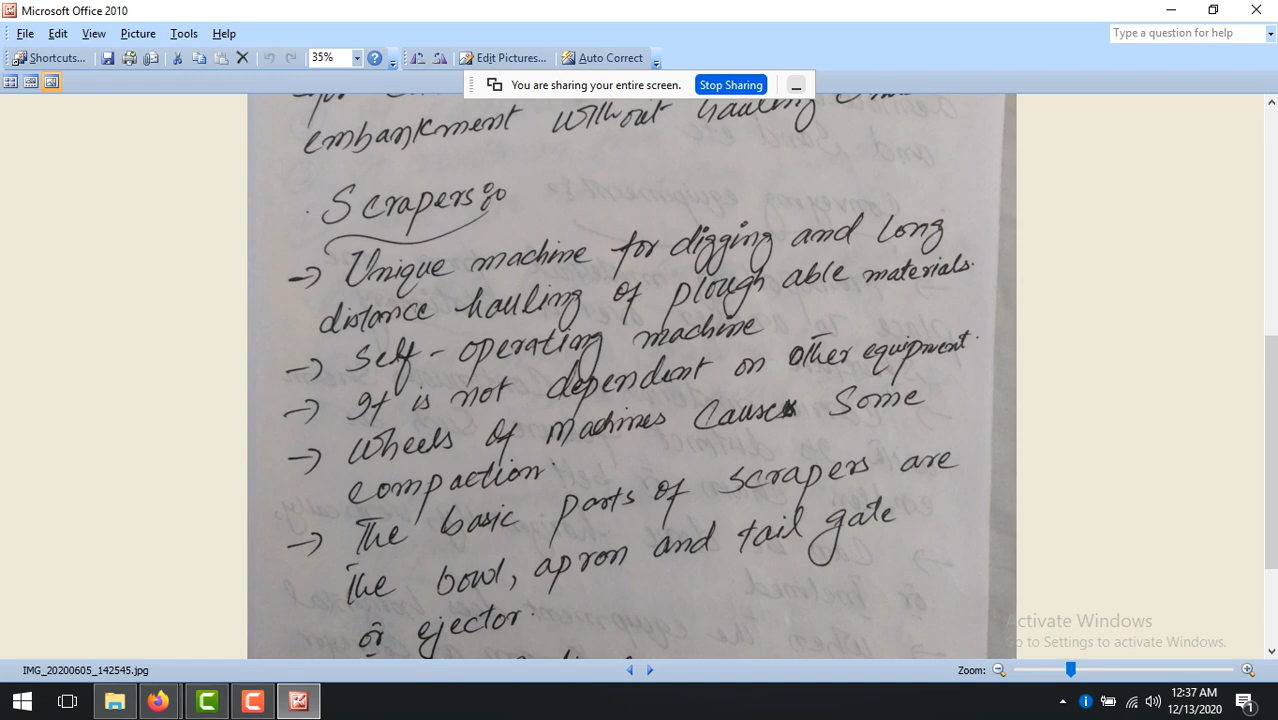 Microsoft Office 2010
File Edit View Picture Tools Help
Type a question for help
Shortcuts...
35%
Edit Pictures...
Auto Correct
You are sharing your entire screen.
Stop Sharing
embankment without hauling
Scrapers:
→ Unique machine for digging and long
distance hauling of plough able materials.
→ Self-operating machine
→ It is not dependent on other equipment.
→ Wheels of machines cause some
compaction.
→ The basic parts of scrapers are
The bowl, apron and tail gate
or ejector.
Activate Windows
Go to Settings to activate Windows.
IMG_20200605_142545.jpg
Zoom:
12:37 AM
12/13/2020
1